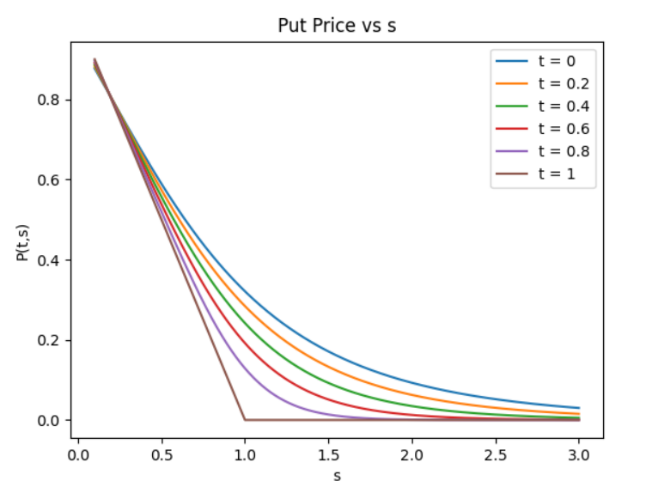 Put Price vs s
t = 0
t = 0.2
t = 0.4
t = 0.6
t = 0.8
t = 1
P(t,s)
0.8
0.6
0.4
0.2
0.0
0.0 0.5 1.0 1.5 2.0 2.5 3.0
s